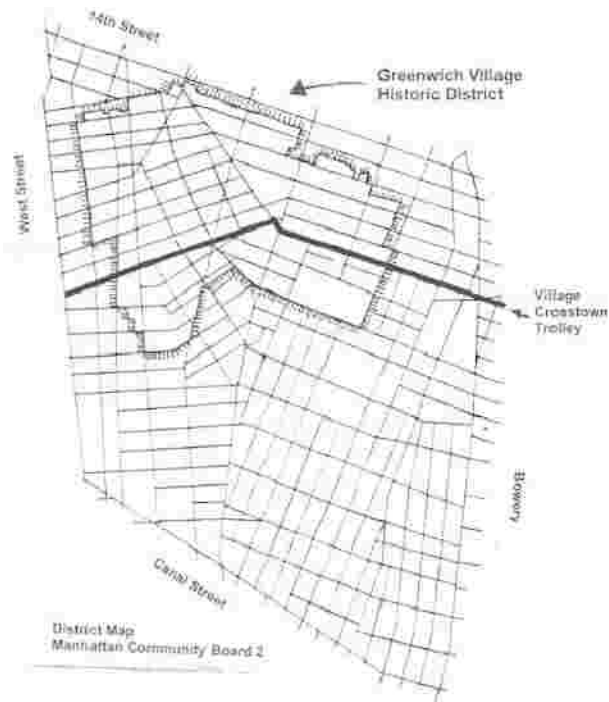 14th Street
Greenwich Village
Historic District
West Street
Village
Crosstown
Trolley
Bowery
Canal Street
District Map
Manhattan Community Board 2